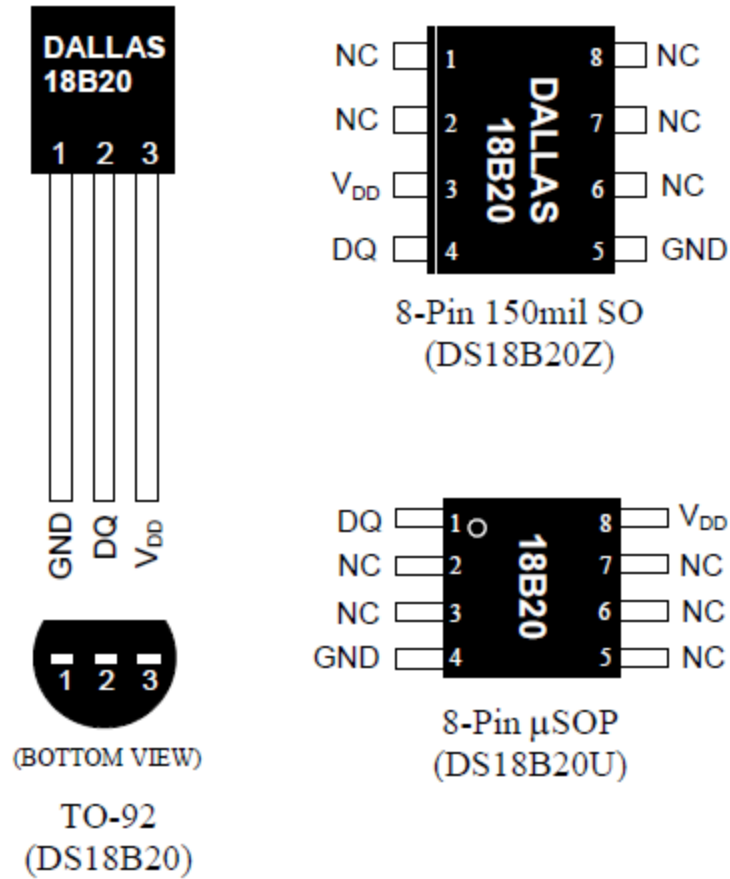 DALLAS
18B20
1 2 3
GND DQ VDD
1 2 3
(BOTTOM VIEW)
TO-92
(DS18B20)
NC 1 8 NC
NC 2 7 NC
VDD 3 6 NC
DQ 4 5 GND
DALLAS
18B20
8-Pin 150mil SO
(DS18B20Z)
DQ 1 8 VDD
NC 2 7 NC
NC 3 6 NC
GND 4 5 NC
18B20
8-Pin µSOP
(DS18B20U)